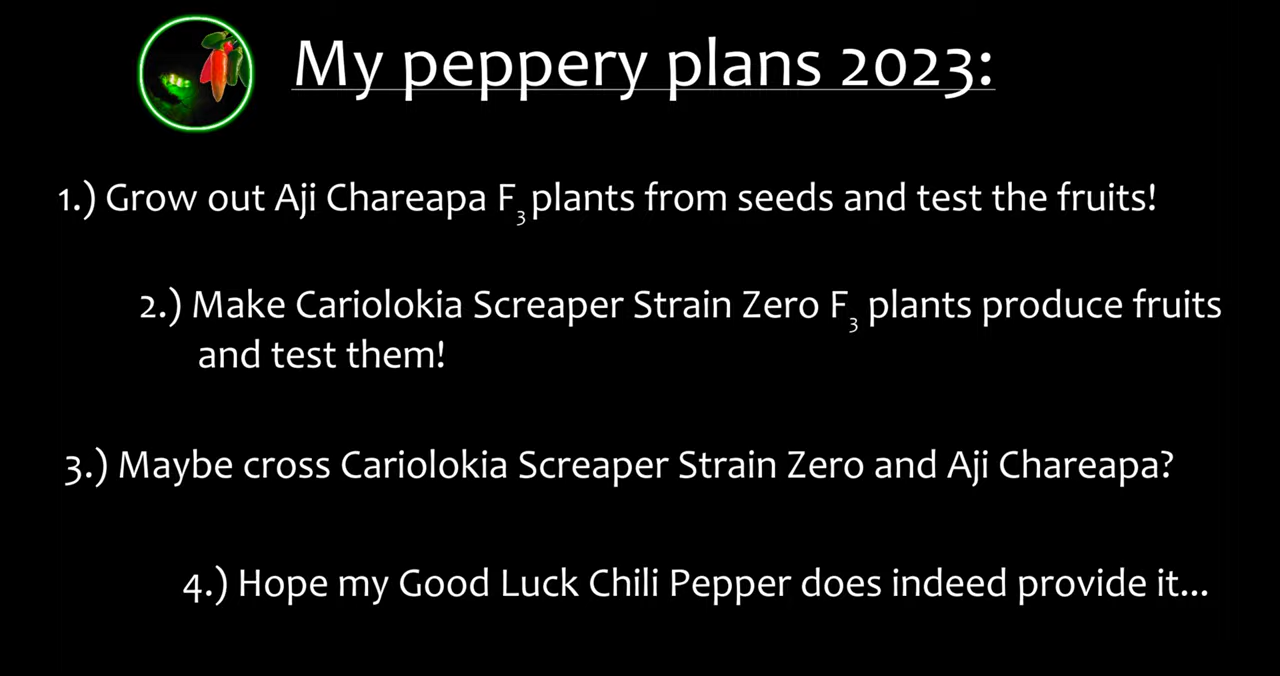 My peppery plans 2023:
1.) Grow out Aji Chareapa F₃ plants from seeds and test the fruits!
2.) Make Cariolokia Screaper Strain Zero F₃ plants produce fruits
and test them!
3.) Maybe cross Cariolokia Screaper Strain Zero and Aji Chareapa?
4.) Hope my Good Luck Chili Pepper does indeed provide it...